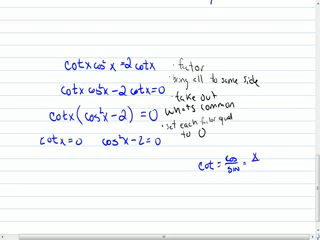 cotx cos²x = 2 cotx
cotx cos²x - 2 cotx = 0
cotx (cos²x - 2) = 0
cotx = 0 cos²x - 2 = 0
· factor
· bring all to same side
· take out
whats common
· set each factor equal
to 0
cot = cos/sin = x/